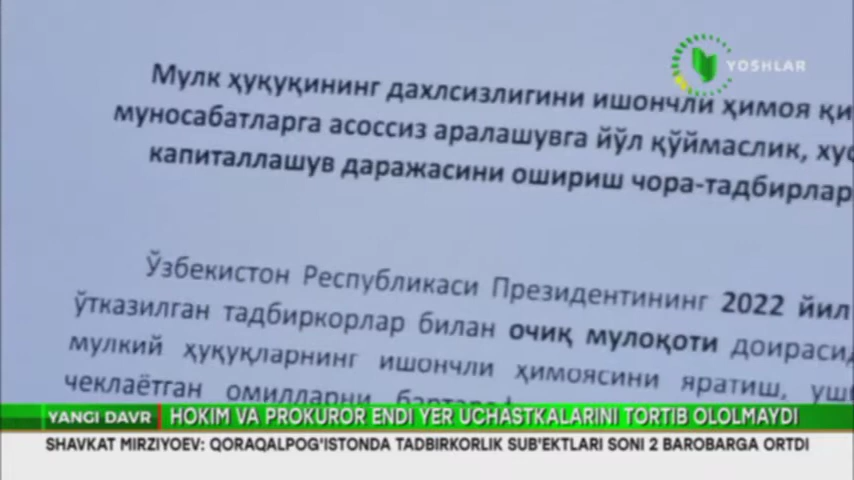 YOSHLAR
Мулк ҳуқуқининг дахлсизлигини ишончли ҳимоя
муносабатларга асоссиз аралашувга йўл қўймаслик,
капиталлашув даражасини ошириш
Ўзбекистон Республикаси Президентининг 2022 йил
ўтказилган тадбиркорлар билан очиқ мулоқоти
мулкий ҳуқуқларнинг ишончли ҳимоясини яратиш,
чеклаётган омилларни
YANGI DAVR HOKIM VA PROKUROR ENDI YER UCHASTKALARINI TORTIB OLOLMAYDI
SHAVKAT MIRZIYOEV: QORAQALPOG'ISTONDA TADBIRKORLIK SUB'EKTLARI SONI 2 BAROBARGA ORTDI